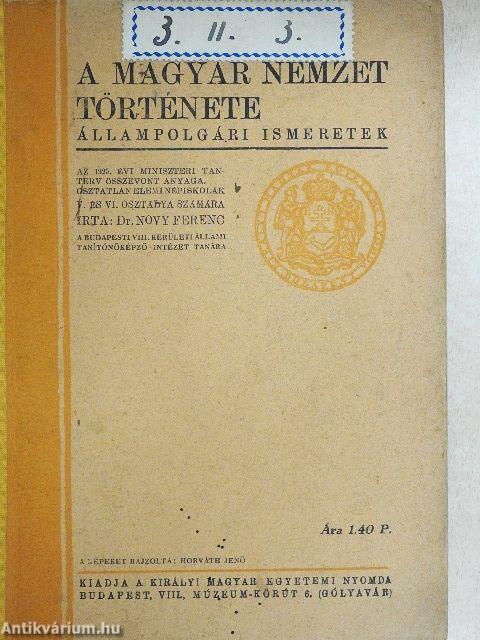 3. II. 3.
A MAGYAR NEMZET
TÖRTÉNETE
ÁLLAMPOLGÁRI ISMERETEK
AZ 1925. ÉVI MINISZTERI TAN-
TERV ÖSSZEVONT ANYAGA.
OSZTATLAN ELEMI NÉPISKOLÁK
V. ÉS VI. OSZTÁLYA SZÁMÁRA
ÍRTA: Dr. NOVY FERENC
A BUDAPESTI VIII. KERÜLETI ÁLLAMI
TANÍTÓNŐKÉPZŐ-INTÉZET TANÁRA
Ára 1.40 P.
A KÉPEKET RAJZOLTA: HORVÁTH JENŐ
KIADJA A KIRÁLYI MAGYAR EGYETEMI NYOMDA
BUDAPEST, VIII., MÚZEUM-KÖRÚT 6. (GÓLYAVÁR)
Antikvárium.hu